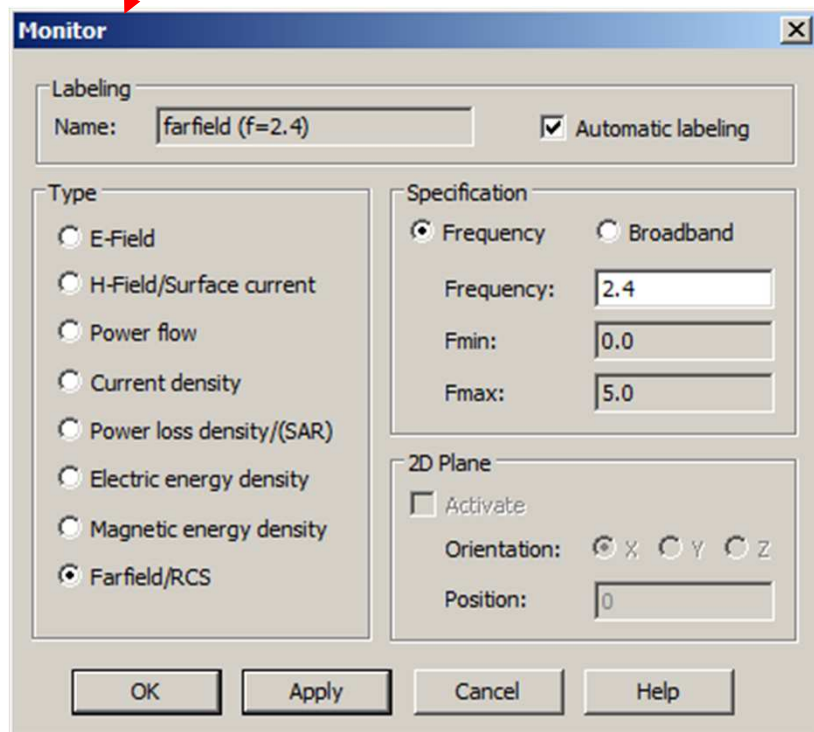 Monitor
Labeling
Name: farfield (f=2.4) Automatic labeling
Type
E-Field
H-Field/Surface current
Power flow
Current density
Power loss density/(SAR)
Electric energy density
Magnetic energy density
Farfield/RCS
Specification
Frequency Broadband
Frequency: 2.4
Fmin: 0.0
Fmax: 5.0
2D Plane
Activate
Orientation: X Y Z
Position: 0
OK Apply Cancel Help